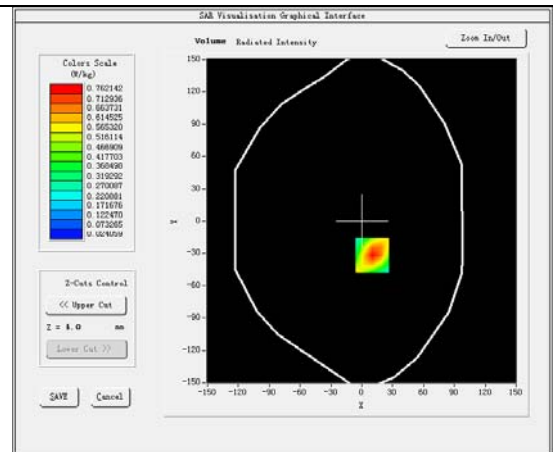 SAR Visualisation Graphical Interface
Volume Radiated Intensity
Zoom In/Out
Colors Scale
(W/kg)
0.762142
0.712936
0.663731
0.614525
0.565320
0.516114
0.466909
0.417703
0.368498
0.319292
0.270087
0.220881
0.171676
0.122470
0.073265
0.024059
Z-Cuts Control
<< Upper Cut
Z = 4.0 mm
Lower Cut >>
SAVE
Cancel
150
120
90
60
30
0
-30
-60
-90
-120
-150
Y
-150 -120 -90 -60 -30 0 30 60 90 120 150
X